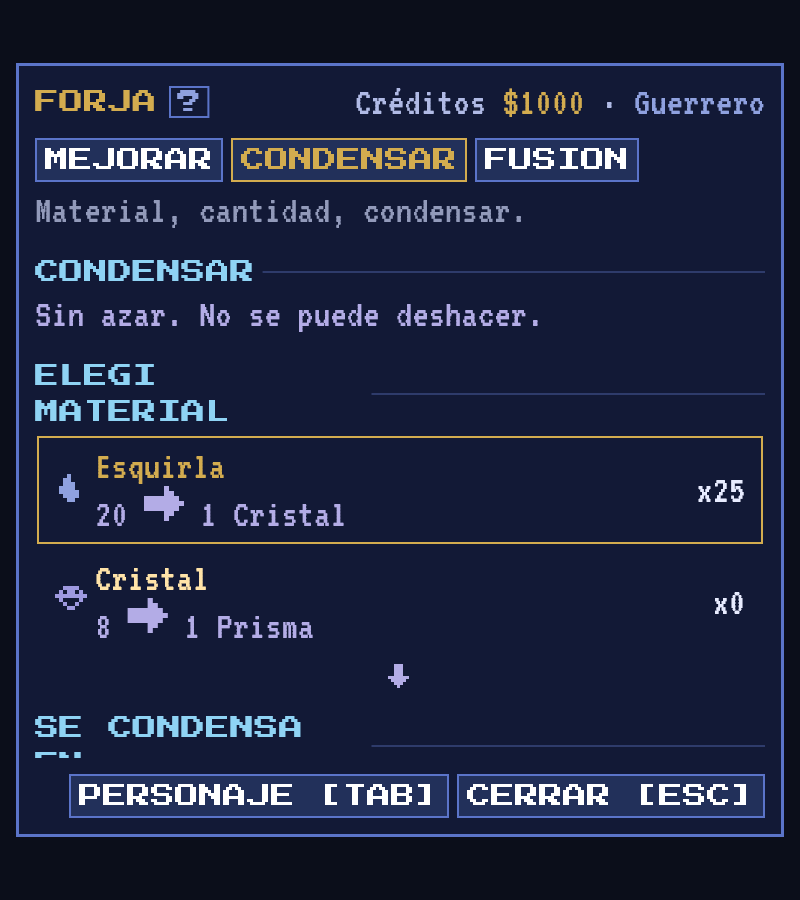 FORJA ? Créditos $1000 · Guerrero
MEJORAR CONDENSAR FUSION
Material, cantidad, condensar.
CONDENSAR
Sin azar. No se puede deshacer.
ELEGI
MATERIAL
Esquirla
20 1 Cristal x25
Cristal
8 1 Prisma x0
SE CONDENSA
PERSONAJE [TAB] CERRAR [ESC]